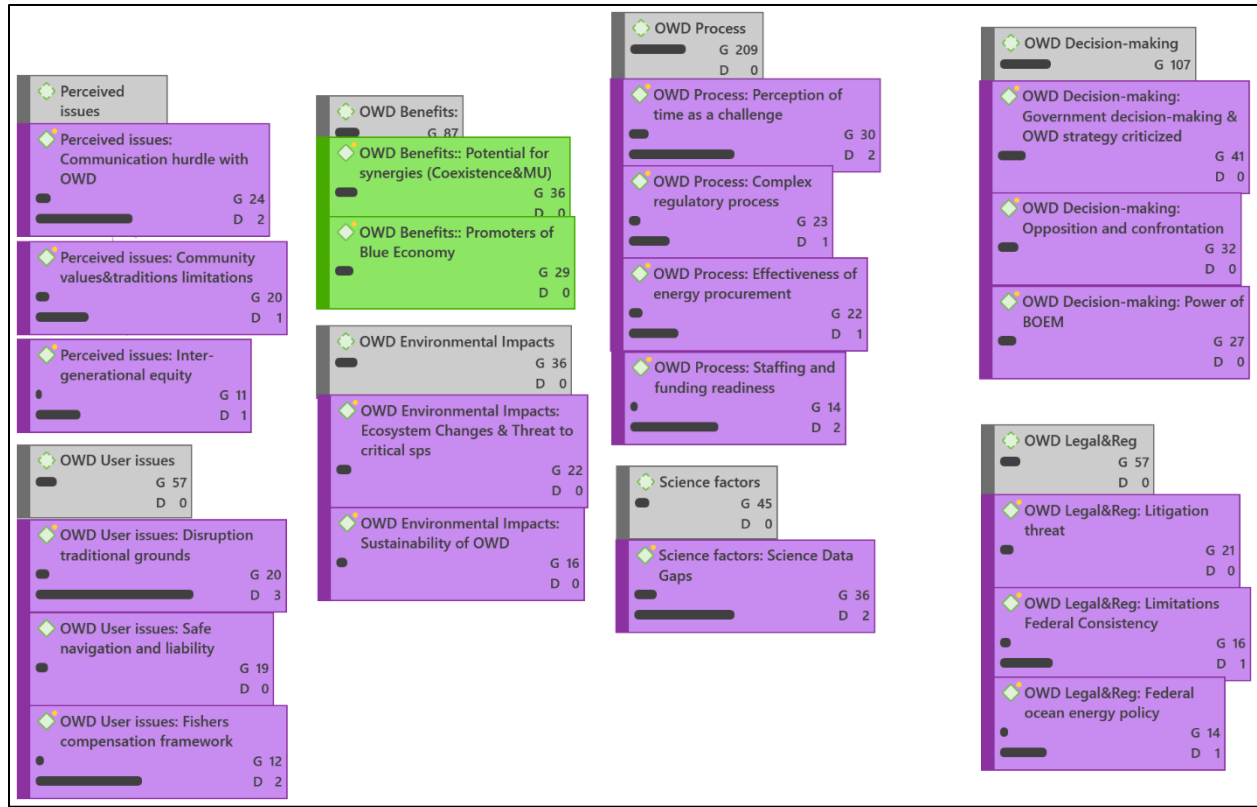 Perceived
issues
Perceived issues:
Communication hurdle with
OWD
G 24
D 2
Perceived issues: Community
values&traditions limitations
G 20
D 1
Perceived issues: Inter-
generational equity
G 11
D 1
OWD User issues
G 57
D 0
OWD User issues: Disruption
traditional grounds
G 20
D 3
OWD User issues: Safe
navigation and liability
G 19
D 0
OWD User issues: Fishers
compensation framework
G 12
D 2
OWD Benefits:
G 87
OWD Benefits:: Potential for
synergies (Coexistence&MU)
G 36
D 0
OWD Benefits:: Promoters of
Blue Economy
G 29
D 0
OWD Environmental Impacts
G 36
D 0
OWD Environmental Impacts:
Ecosystem Changes & Threat to
critical sps
G 22
D 0
OWD Environmental Impacts:
Sustainability of OWD
G 16
D 0
OWD Process
G 209
D 0
OWD Process: Perception of
time as a challenge
G 30
D 2
OWD Process: Complex
regulatory process
G 23
D 1
OWD Process: Effectiveness of
energy procurement
G 22
D 1
OWD Process: Staffing and
funding readiness
G 14
D 2
Science factors
G 45
D 0
Science factors: Science Data
Gaps
G 36
D 2
OWD Decision-making
G 107
OWD Decision-making:
Government decision-making &
OWD strategy criticized
G 41
D 0
OWD Decision-making:
Opposition and confrontation
G 32
D 0
OWD Decision-making: Power of
BOEM
G 27
D 0
OWD Legal&Reg
G 57
D 0
OWD Legal&Reg: Litigation
threat
G 21
D 0
OWD Legal&Reg: Limitations
Federal Consistency
G 16
D 1
OWD Legal&Reg: Federal
ocean energy policy
G 14
D 1